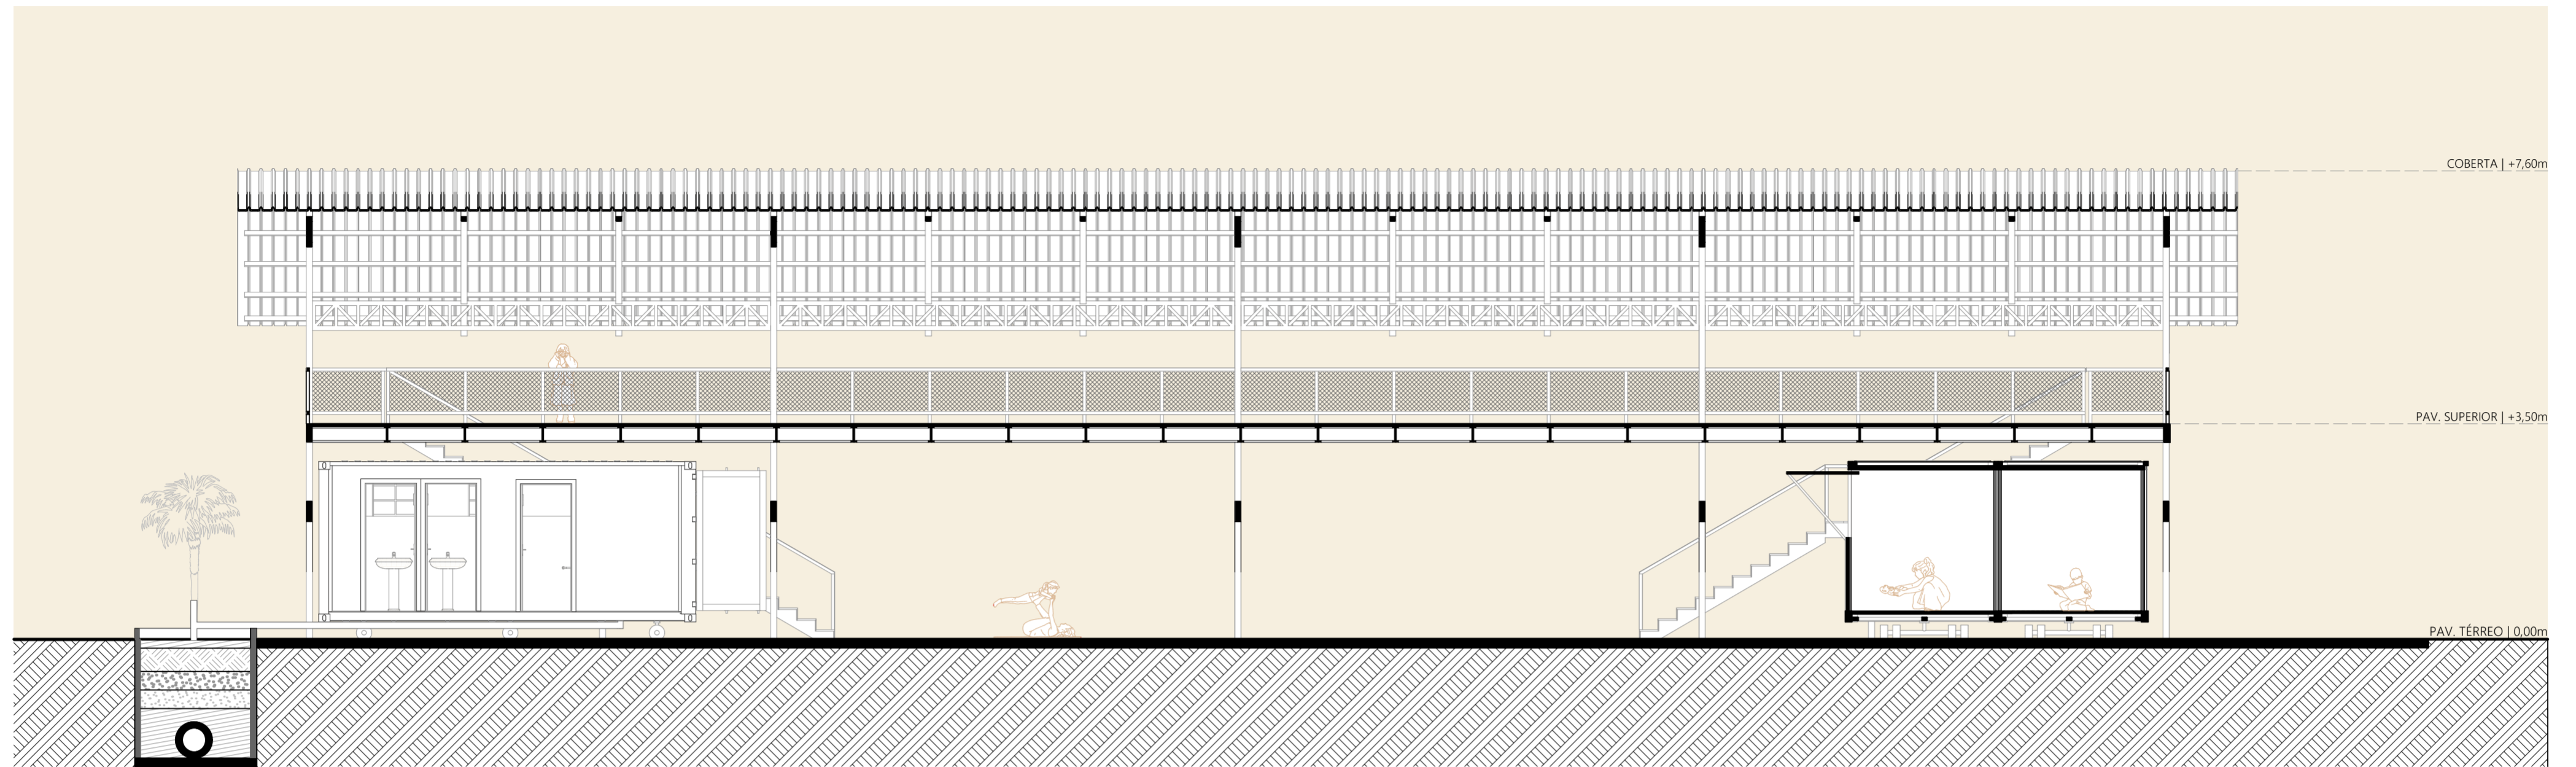 COBERTA | +7,60m
PAV. SUPERIOR | +3,50m
PAV. TÉRREO | 0,00m